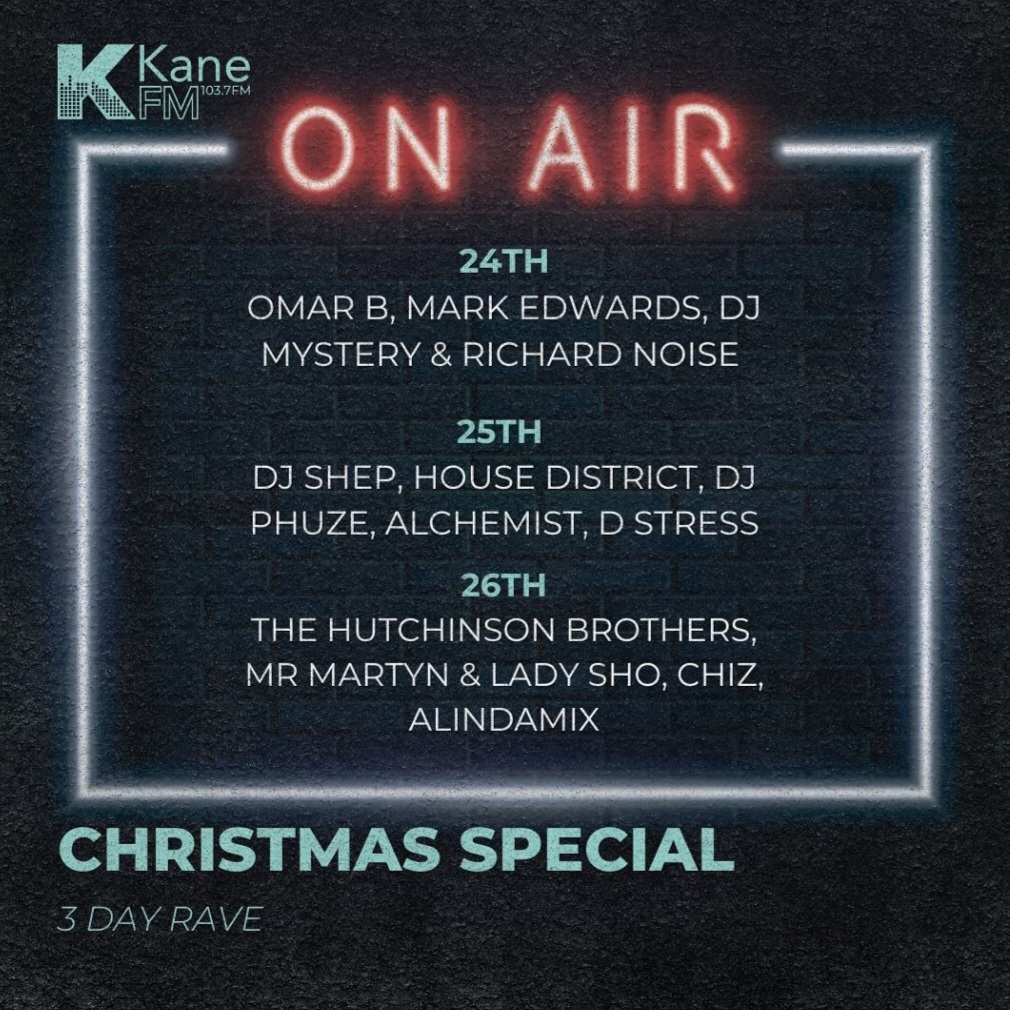 Kane
FM 103.7FM
ON AIR
24TH
OMAR B, MARK EDWARDS, DJ
MYSTERY & RICHARD NOISE
25TH
DJ SHEP, HOUSE DISTRICT, DJ
PHUZE, ALCHEMIST, D STRESS
26TH
THE HUTCHINSON BROTHERS,
MR MARTYN & LADY SHO, CHIZ,
ALINDAMIX
CHRISTMAS SPECIAL
3 DAY RAVE